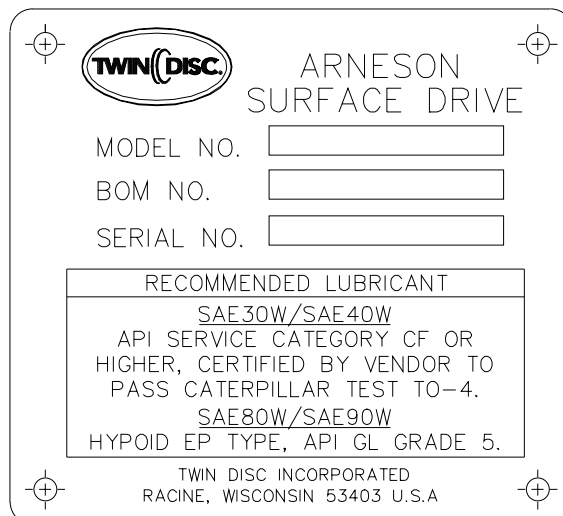 TWIN DISC.
ARNESON
SURFACE DRIVE
MODEL NO.
BOM NO.
SERIAL NO.
RECOMMENDED LUBRICANT
SAE30W/SAE40W
API SERVICE CATEGORY CF OR
HIGHER, CERTIFIED BY VENDOR TO
PASS CATERPILLAR TEST TO-4.
SAE80W/SAE90W
HYPOID EP TYPE, API GL GRADE 5.
TWIN DISC INCORPORATED
RACINE, WISCONSIN 53403 U.S.A